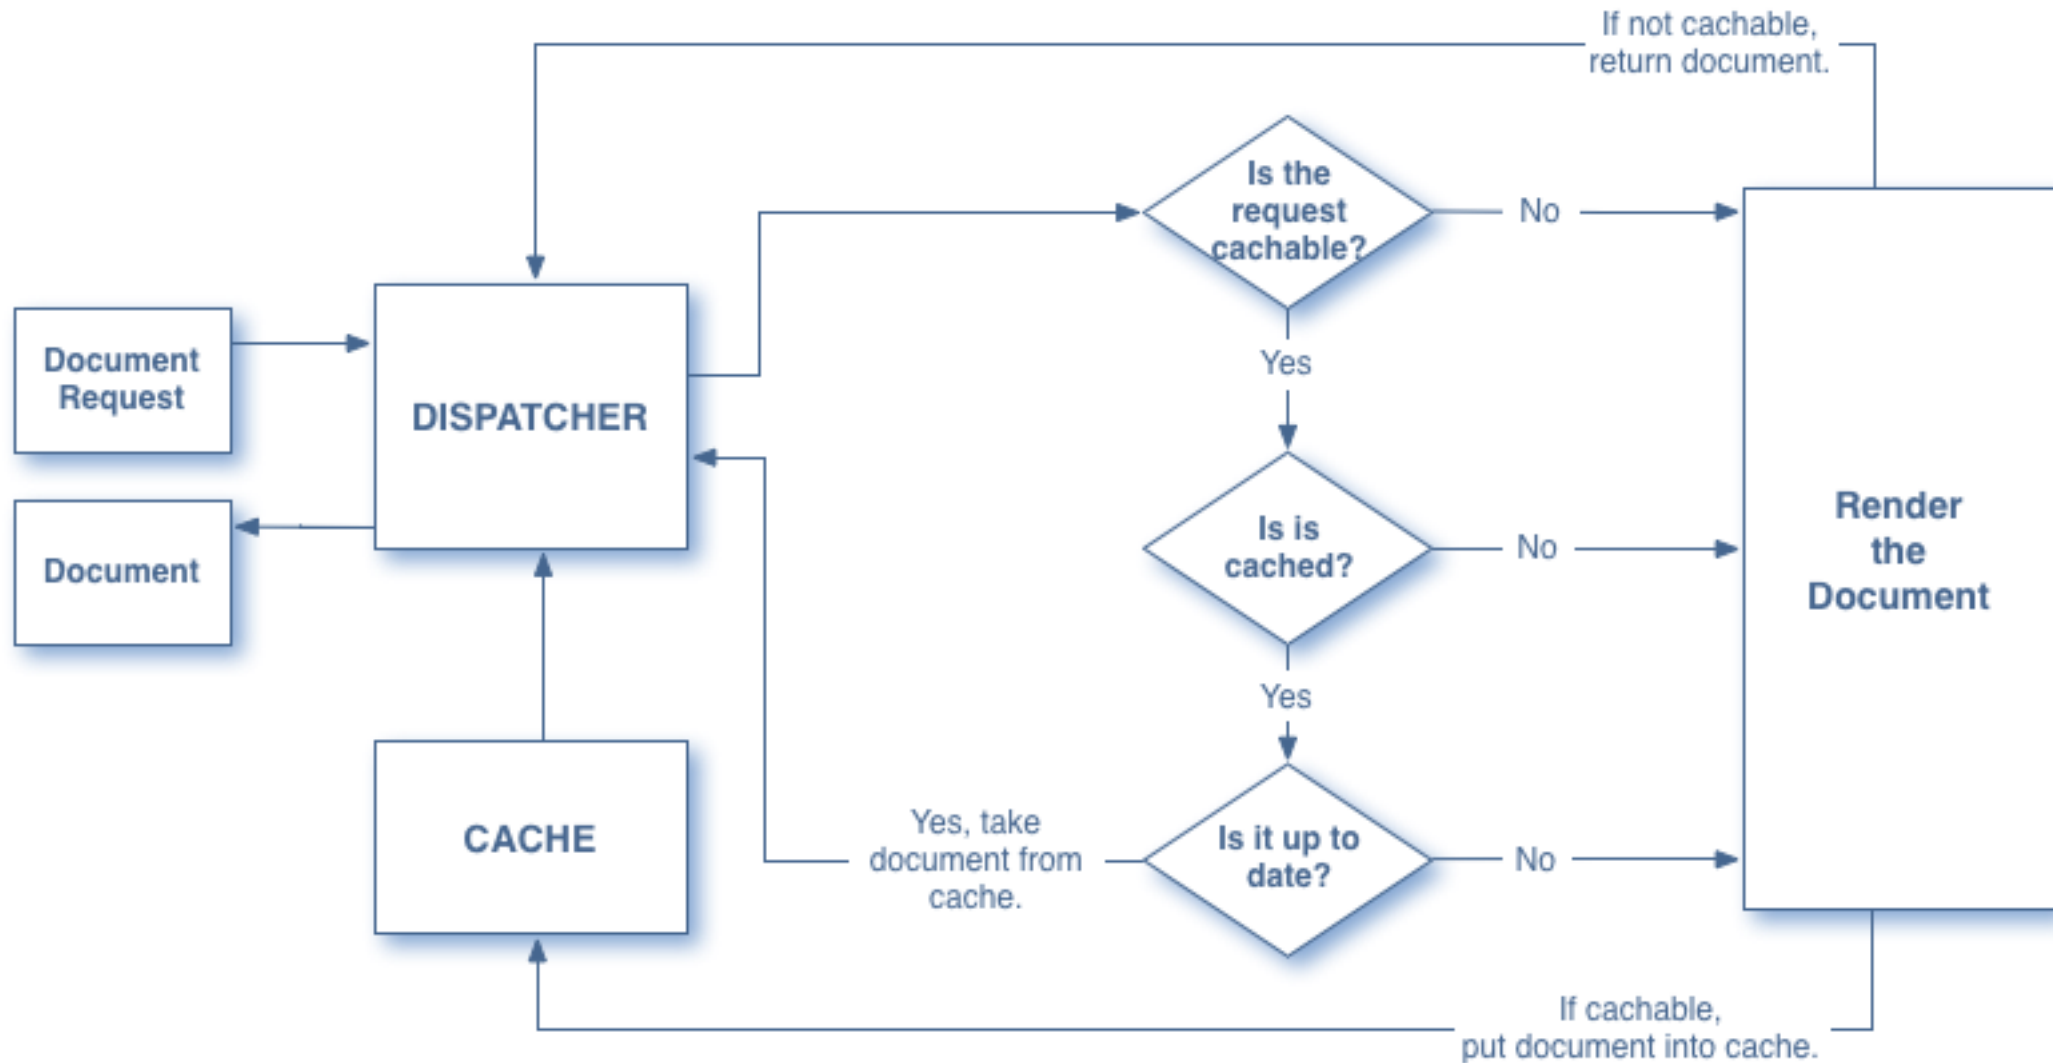 If not cachable,
return document.
Is the
request
cachable?
No
Document
Request
DISPATCHER
Yes
Document
Is is
cached?
No
Render
the
Document
Yes
CACHE
Yes, take
document from
cache.
Is it up to
date?
No
If cachable,
put document into cache.